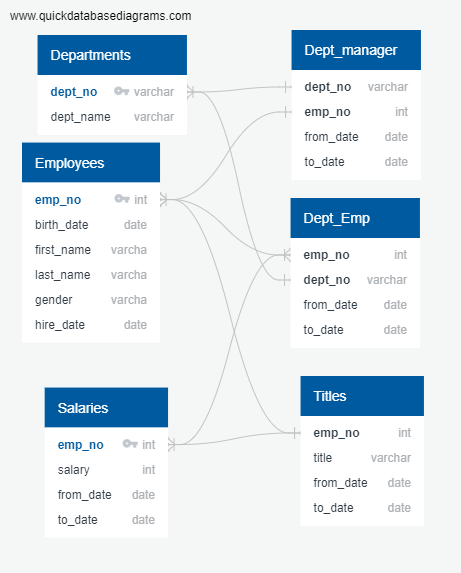 www.quickdatabasediagrams.com
Departments
dept_no varchar
dept_name varchar
Employees
emp_no int
birth_date date
first_name varcha
last_name varcha
gender varcha
hire_date date
Salaries
emp_no int
salary int
from_date date
to_date date
Dept_manager
dept_no varchar
emp_no int
from_date date
to_date date
Dept_Emp
emp_no int
dept_no varchar
from_date date
to_date date
Titles
emp_no int
title varchar
from_date date
to_date date